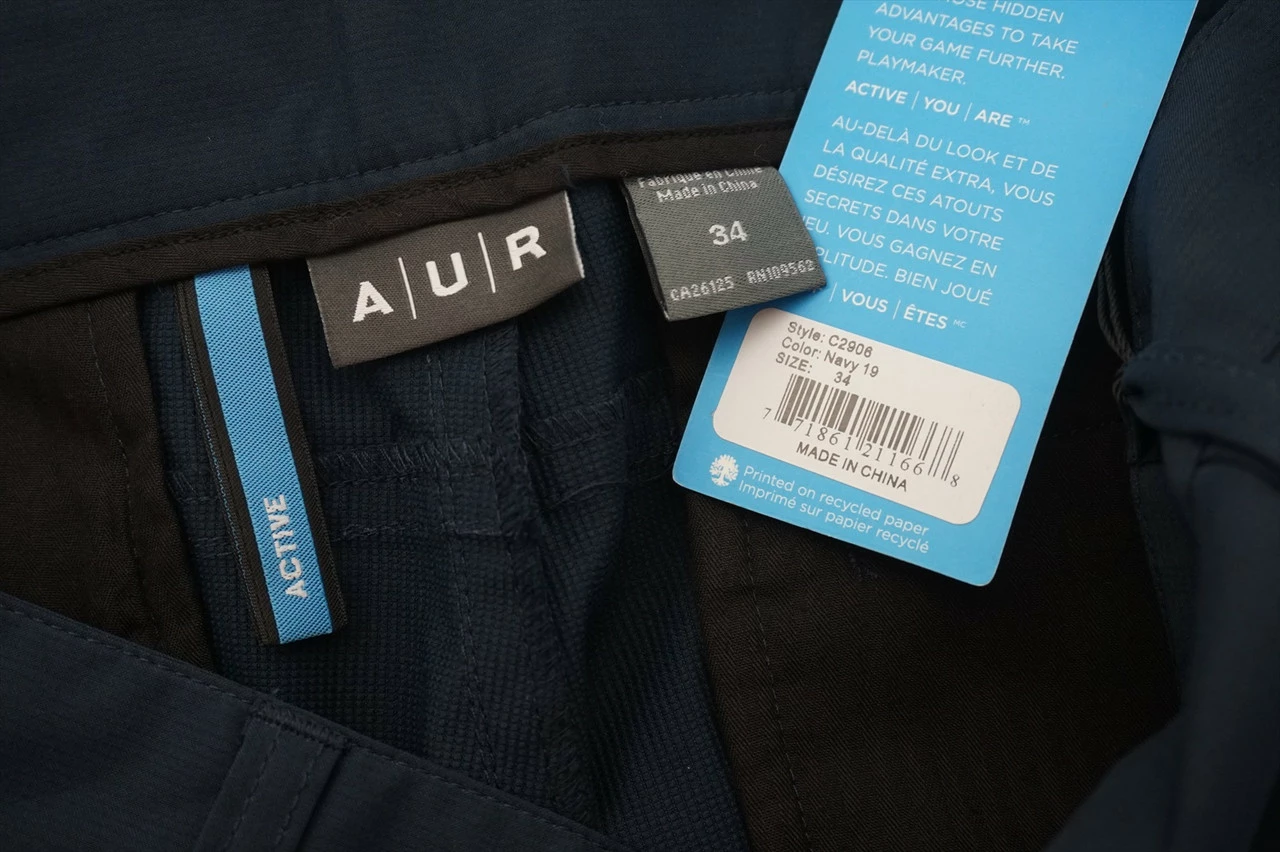 HIDDEN
ADVANTAGES TO TAKE
YOUR GAME FURTHER.
PLAYMAKER.
ACTIVE | YOU | ARE ™
AU-DELÀ DU LOOK ET DE
LA QUALITÉ EXTRA, VOUS
DÉSIREZ CES ATOUTS
SECRETS DANS VOTRE
VOUS GAGNEZ EN
BIEN JOUÉ
| VOUS | ÊTES MC
Style: C2906
Color: Navy 19
SIZE: 34
7 71861 21166 8
MADE IN CHINA
Printed on recycled paper
Imprimé sur papier recyclé
Fabriqué en Chine
Made in China
34
CA26125 RN109562
A|U|R
ACTIVE